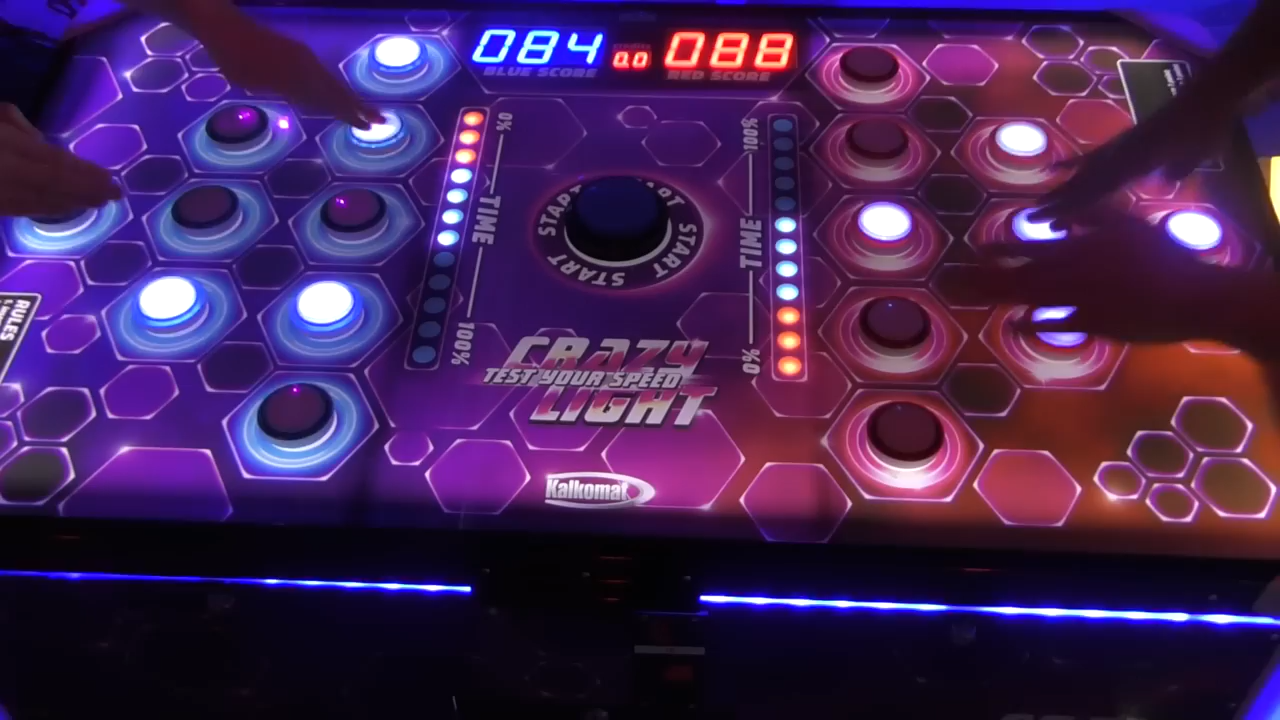 084 0.0 088
BLUE SCORE RED SCORE
0%
TIME
100%
100%
TIME
0%
START START START START
CRAZY
TEST YOUR SPEED
LIGHT
Kalkomat
RULES